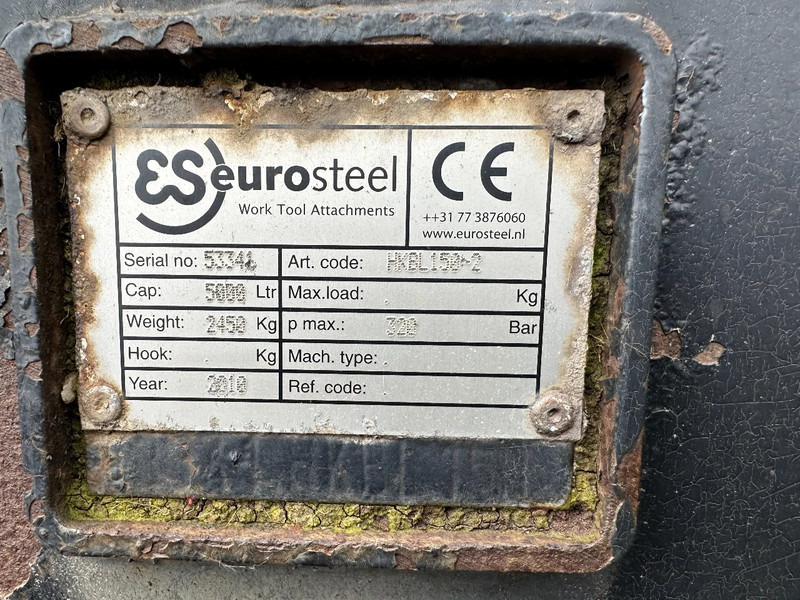 ES eurosteel
Work Tool Attachments
CE
++31 77 3876060
www.eurosteel.nl
Serial no: Art. code: HKBL150-2
Cap: 5000 Ltr Max.load: Kg
Weight: 2450 Kg p max.: 320 Bar
Hook: Kg Mach. type:
Year: 2010 Ref. code: